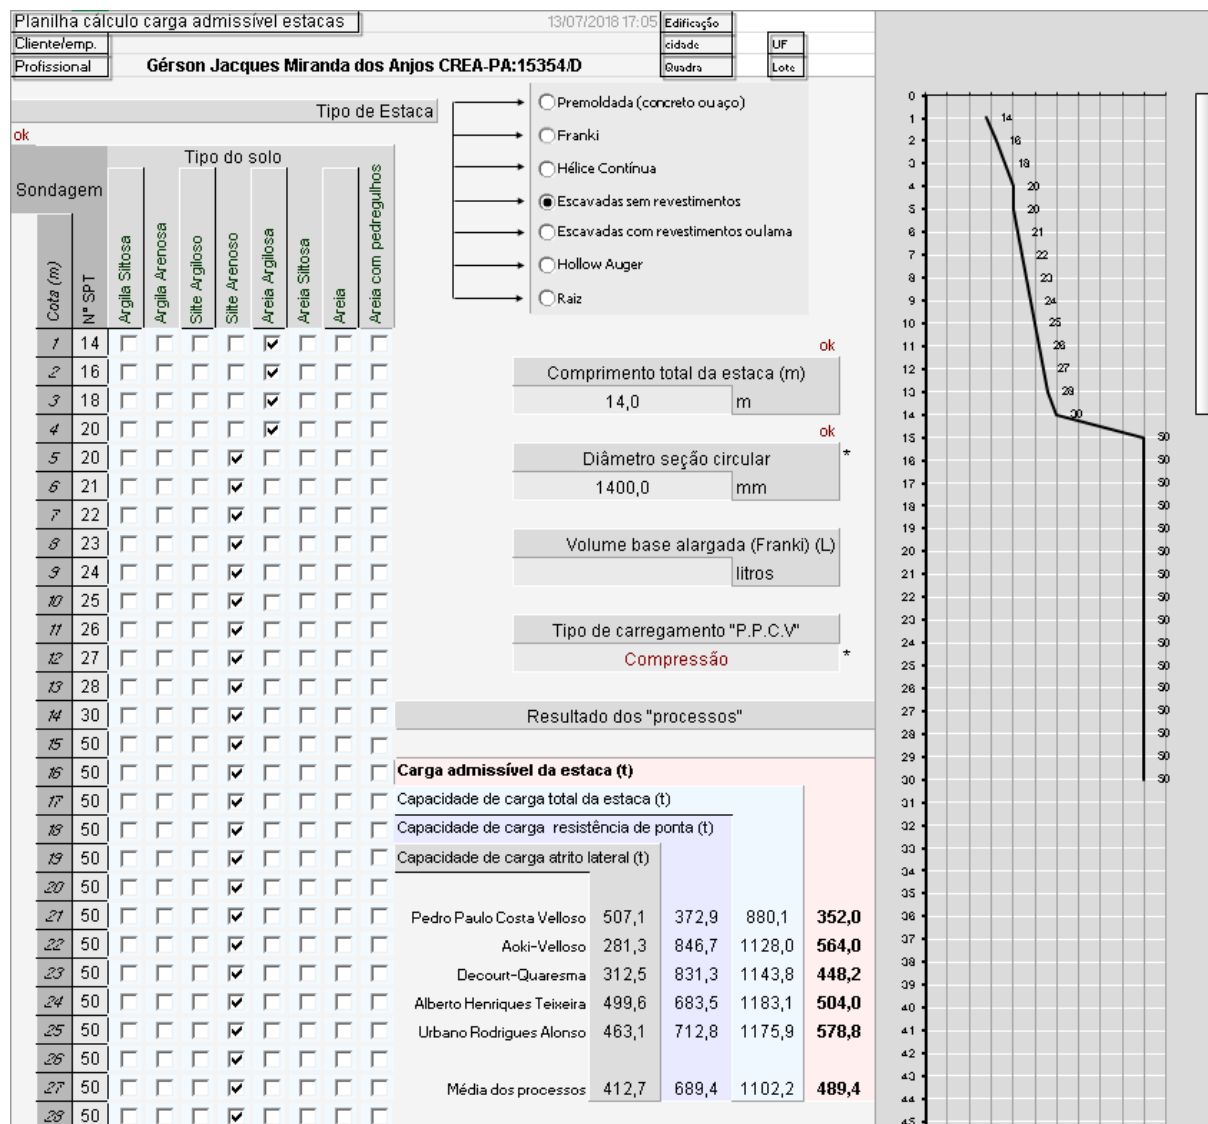 Planilha cálculo carga admissível estacas 13/07/2018 17:05 Edificação
Cliente/emp. cidade UF
Profissional Gérson Jacques Miranda dos Anjos CREA-PA:15354/D Quadra Lote
Tipo de Estaca
ok
Premoldada (concreto ou aço)
Franki
Hélice Contínua
Escavadas sem revestimentos
Escavadas com revestimentos ou lama
Hollow Auger
Raiz
Tipo do solo
Sondagem
Cota (m)
Nº SPT
Argila Siltosa
Argila Arenosa
Silte Argiloso
Silte Arenoso
Areia Argilosa
Areia Siltosa
Areia
Areia com pedregulhos
1 14
2 16
3 18
4 20
5 20
6 21
7 22
8 23
9 24
10 25
11 26
12 27
13 28
14 30
15 50
16 50
17 50
18 50
19 50
20 50
21 50
22 50
23 50
24 50
25 50
26 50
27 50
28 50
ok
Comprimento total da estaca (m)
14,0 m
ok
Diâmetro seção circular *
1400,0 mm
Volume base alargada (Franki) (L)
litros
Tipo de carregamento "P.P.C.V"
Compressão *
Resultado dos "processos"
Carga admissível da estaca (t)
Capacidade de carga total da estaca (t)
Capacidade de carga resistência de ponta (t)
Capacidade de carga atrito lateral (t)
Pedro Paulo Costa Velloso 507,1 372,9 880,1 352,0
Aoki-Velloso 281,3 846,7 1128,0 564,0
Decourt-Quaresma 312,5 831,3 1143,8 448,2
Alberto Henriques Teixeira 499,6 683,5 1183,1 504,0
Urbano Rodrigues Alonso 463,1 712,8 1175,9 578,8
Média dos processos 412,7 689,4 1102,2 489,4
0
1 14
2 16
3 18
4 20
5 20
6 21
7 22
8 23
9 24
10 25
11 26
12 27
13 28
14 30
15 50
16 50
17 50
18 50
19 50
20 50
21 50
22 50
23 50
24 50
25 50
26 50
27 50
28 50
29 50
30 50
31
32
33
34
35
36
37
38
39
40
41
42
43
44
45